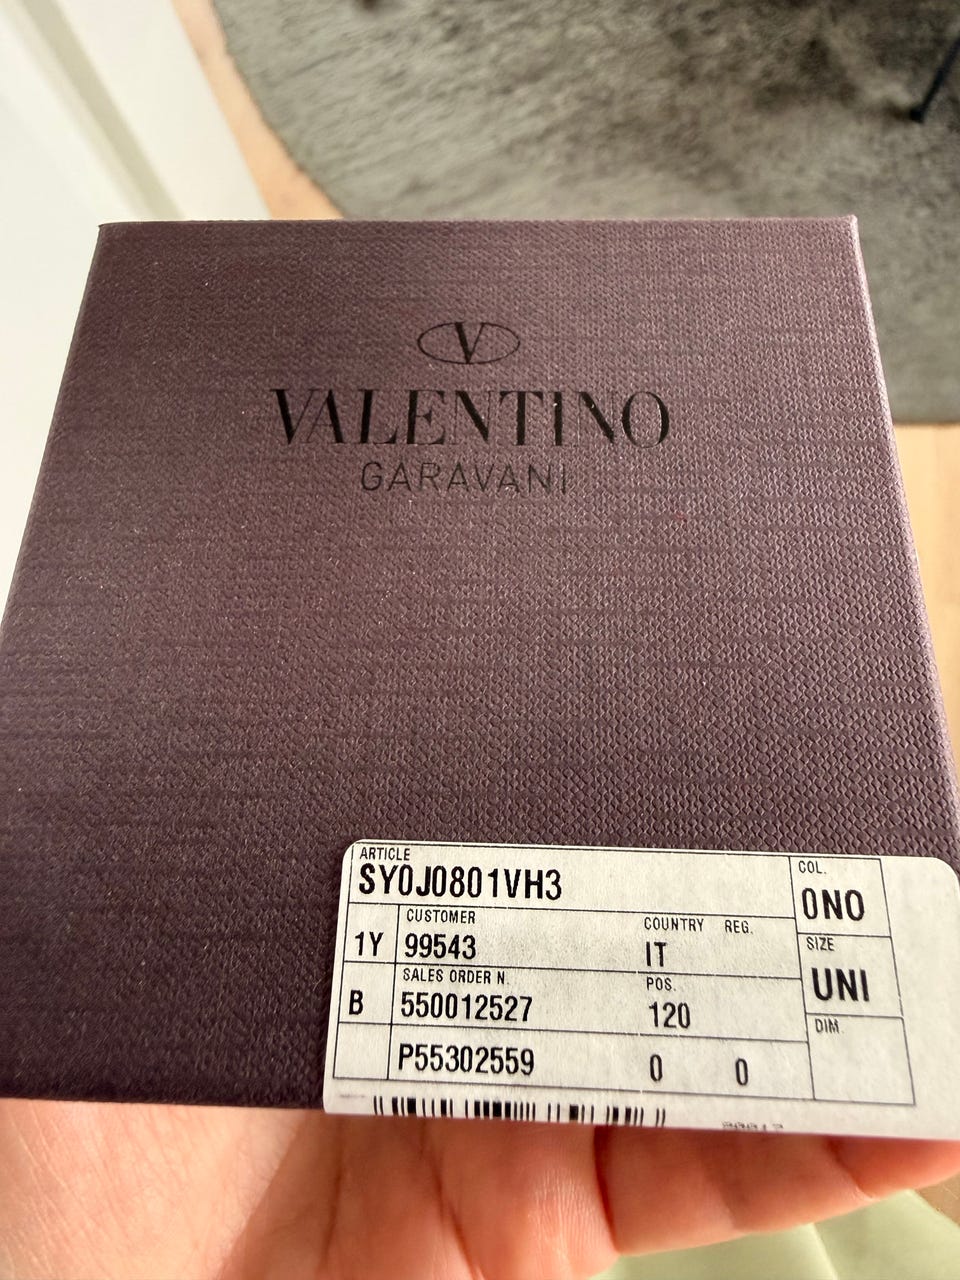 V
VALENTINO
GARAVANI
ARTICLE
SY0J0801VH3
COL.
0NO
CUSTOMER
COUNTRY REG.
1Y 99543 IT
SIZE
UNI
SALES ORDER N.
POS.
B 550012527 120
DIM.
P55302559 0 0